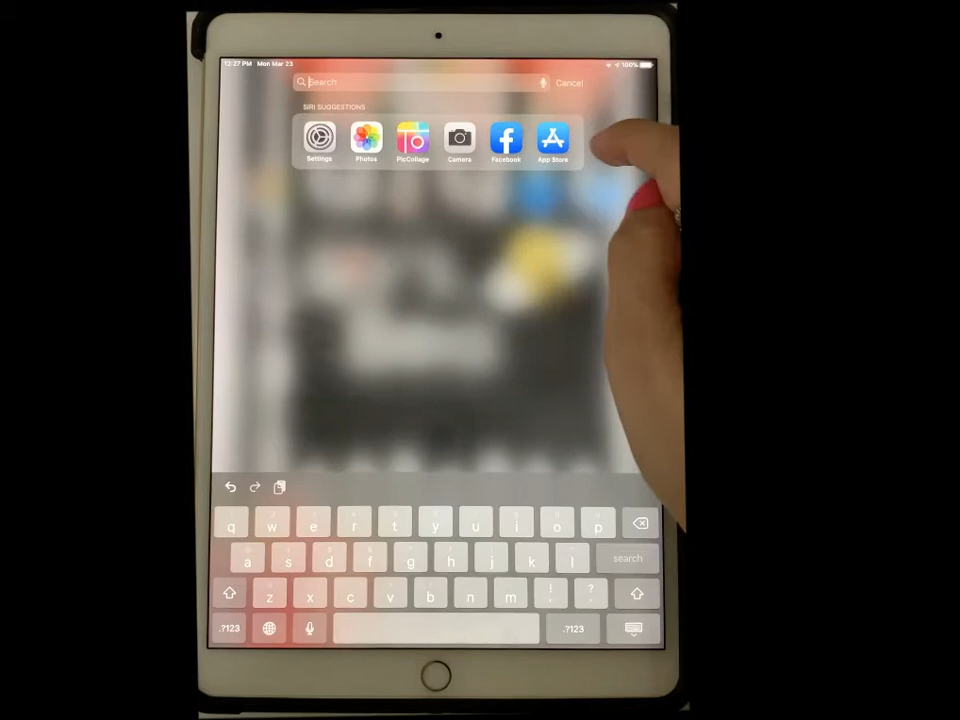 12:27 PM Mon Mar 23 100%
Search Cancel
SIRI SUGGESTIONS
Settings Photos PicCollage Camera Facebook App Store
q w e r t y u i o p
a s d f g h j k l search
z x c v b n m ! , ? .
.?123 .?123